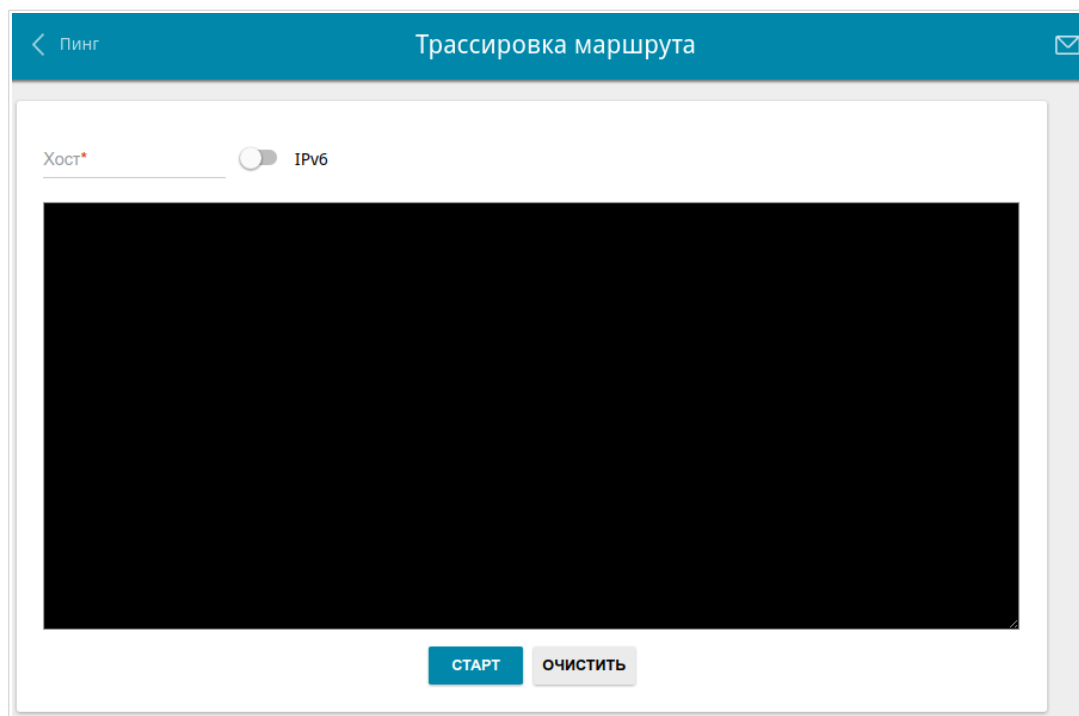 Пинг
Трассировка маршрута
Хост*
IPv6
СТАРТ
ОЧИСТИТЬ